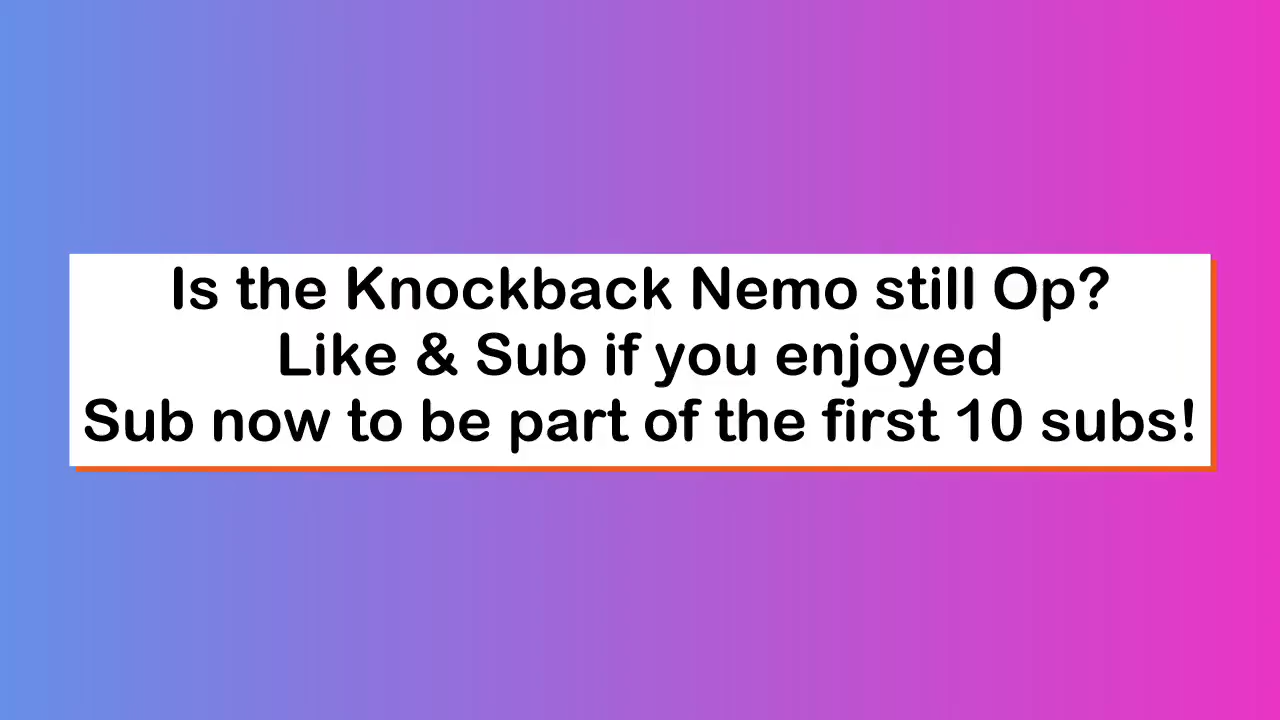 Is the Knockback Nemo still Op?
Like & Sub if you enjoyed
Sub now to be part of the first 10 subs!